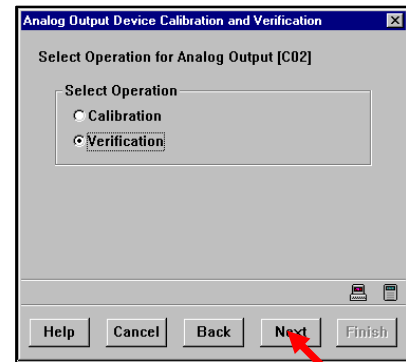 Analog Output Device Calibration and Verification
Select Operation for Analog Output [C02]
Select Operation
Calibration
Verification
Help Cancel Back Next Finish